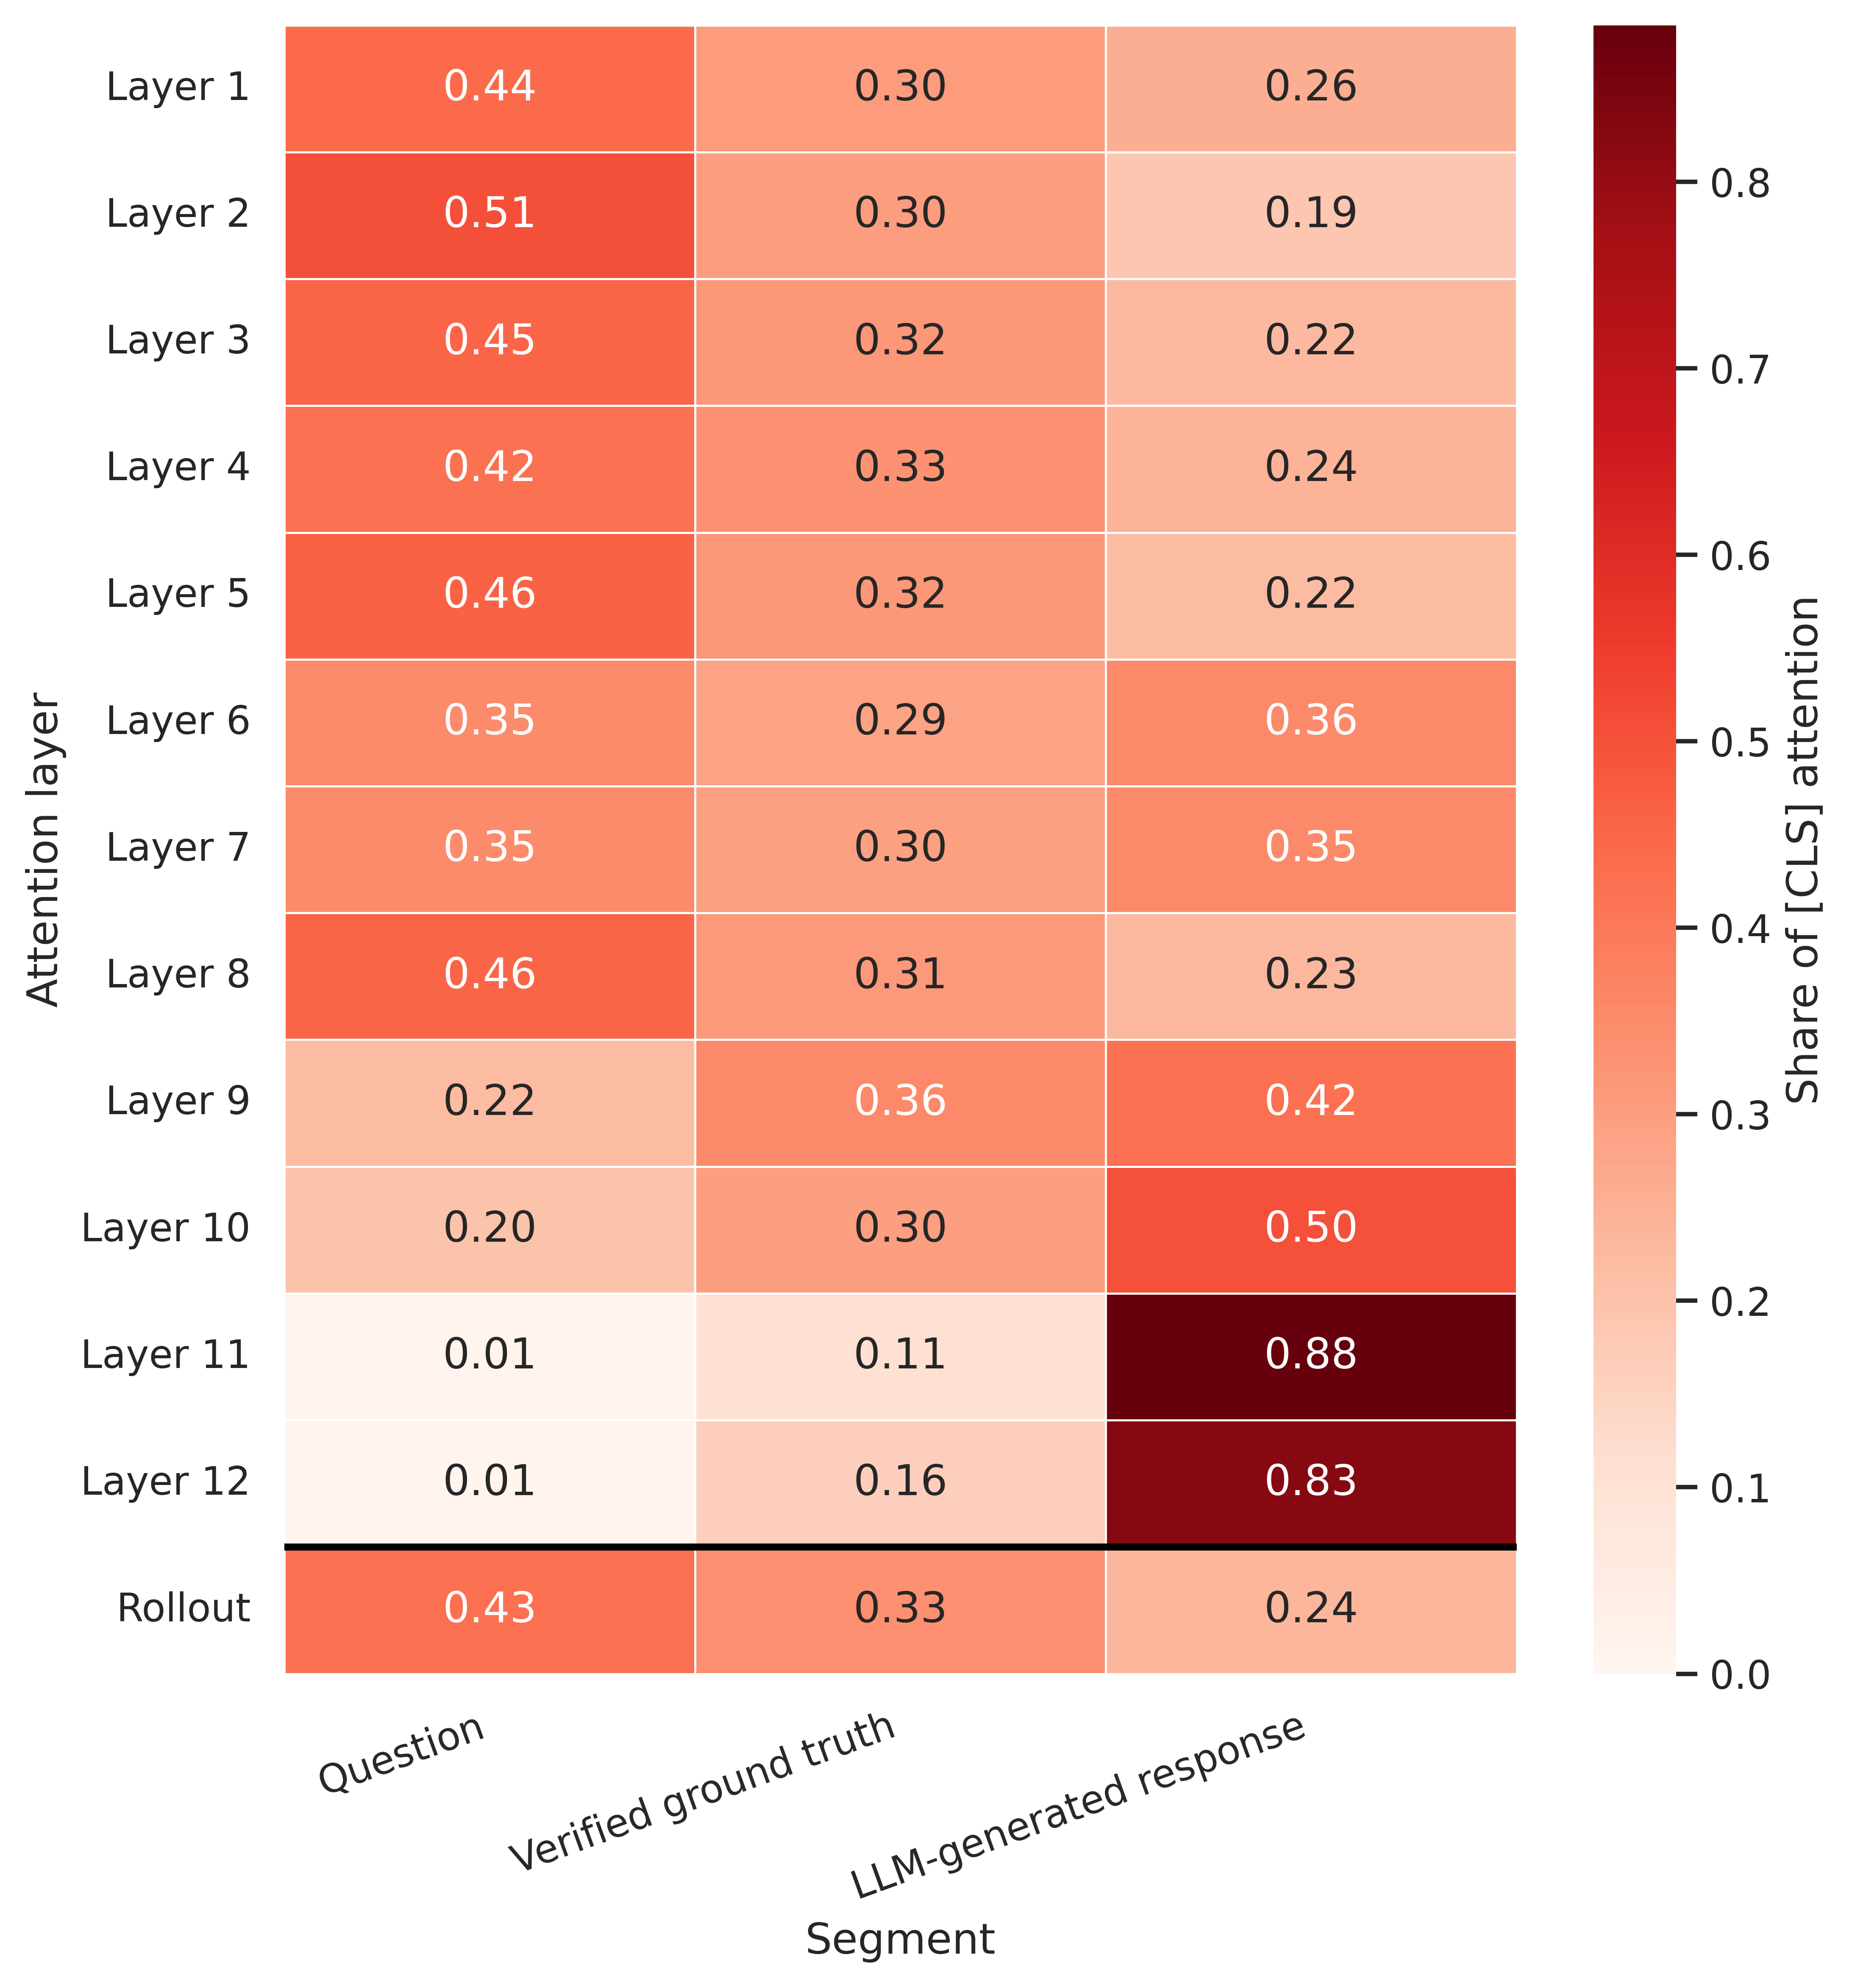 Layer 1 0.44 0.30 0.26
Layer 2 0.51 0.30 0.19
Layer 3 0.45 0.32 0.22
Layer 4 0.42 0.33 0.24
Layer 5 0.46 0.32 0.22
Layer 6 0.35 0.29 0.36
Layer 7 0.35 0.30 0.35
Layer 8 0.46 0.31 0.23
Layer 9 0.22 0.36 0.42
Layer 10 0.20 0.30 0.50
Layer 11 0.01 0.11 0.88
Layer 12 0.01 0.16 0.83
Rollout 0.43 0.33 0.24
Attention layer
Question
Verified ground truth
LLM-generated response
Segment
0.8
0.7
0.6
0.5
0.4
0.3
0.2
0.1
0.0
Share of [CLS] attention